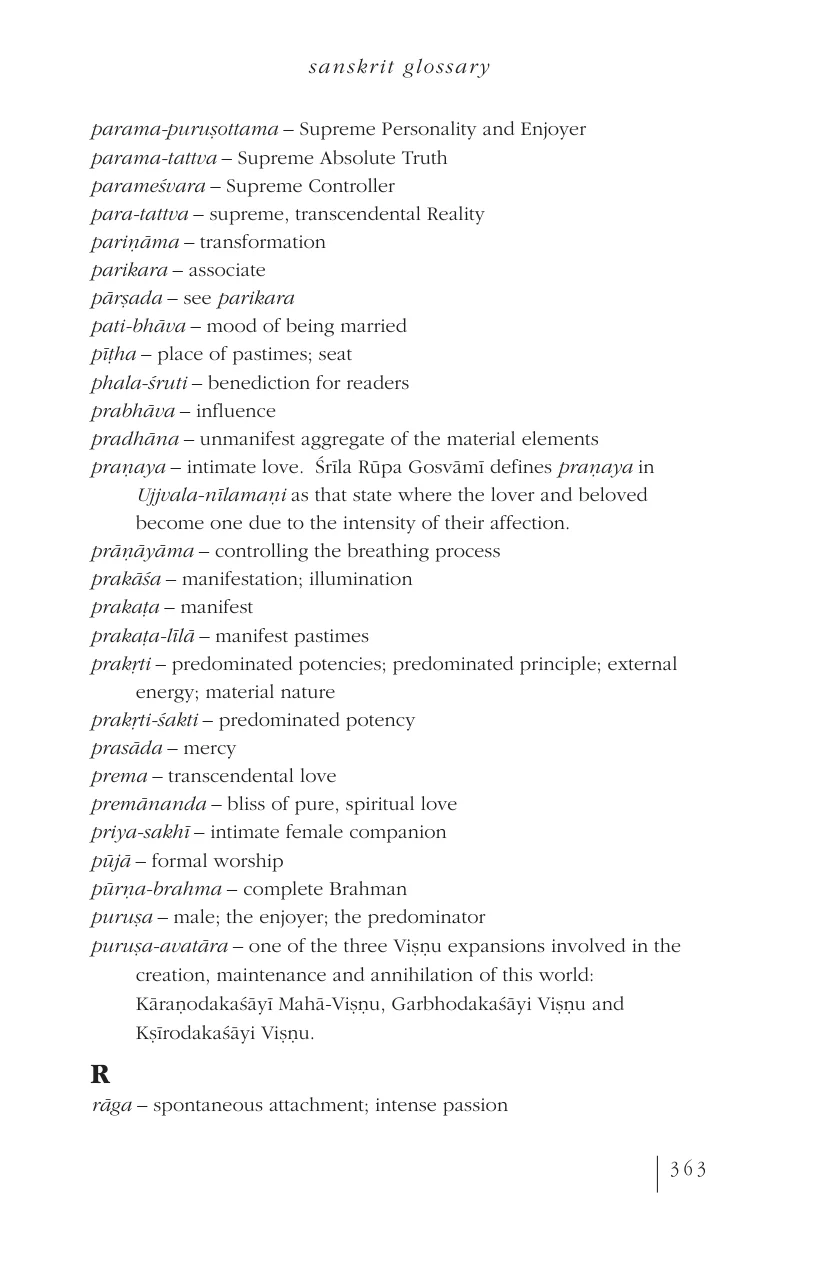 sanskrit glossary
parama-puruṣottama – Supreme Personality and Enjoyer
parama-tattva – Supreme Absolute Truth
parameśvara – Supreme Controller
para-tattva – supreme, transcendental Reality
pariṇāma – transformation
parikara – associate
pārṣada – see parikara
pati-bhāva – mood of being married
pīṭha – place of pastimes; seat
phala-śruti – benediction for readers
prabhāva – influence
pradhāna – unmanifest aggregate of the material elements
praṇaya – intimate love.  Śrīla Rūpa Gosvāmī defines praṇaya in
Ujjvala-nīlamaṇi as that state where the lover and beloved
become one due to the intensity of their affection.
prāṇāyāma – controlling the breathing process
prakāśa – manifestation; illumination
prakaṭa – manifest
prakaṭa-līlā – manifest pastimes
prakṛti – predominated potencies; predominated principle; external
energy; material nature
prakṛti-śakti – predominated potency
prasāda – mercy
prema – transcendental love
premānanda – bliss of pure, spiritual love
priya-sakhī – intimate female companion
pūjā – formal worship
pūrṇa-brahma – complete Brahman
puruṣa – male; the enjoyer; the predominator
puruṣa-avatāra – one of the three Viṣṇu expansions involved in the
creation, maintenance and annihilation of this world:
Kāraṇodakaśāyī Mahā-Viṣṇu, Garbhodakaśāyi Viṣṇu and
Kṣīrodakaśāyi Viṣṇu.
R
rāga – spontaneous attachment; intense passion
363